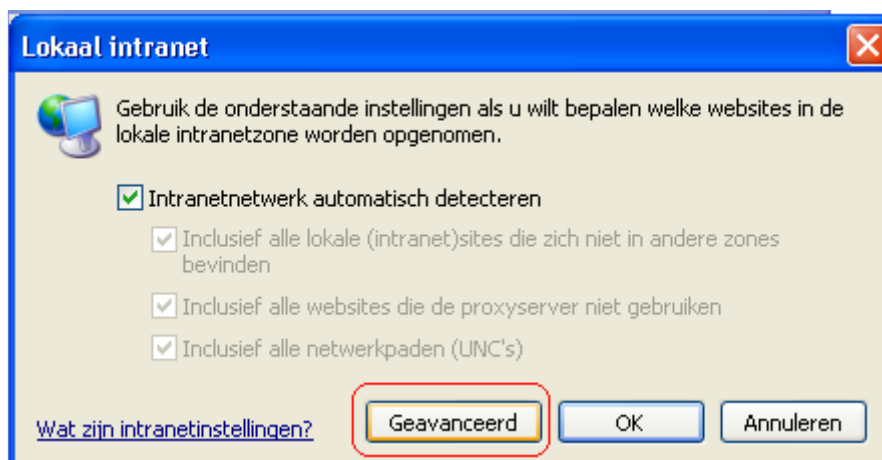 Lokaal intranet
Gebruik de onderstaande instellingen als u wilt bepalen welke websites in de
lokale intranetzone worden opgenomen.
Intranetnetwerk automatisch detecteren
Inclusief alle lokale (intranet)sites die zich niet in andere zones
bevinden
Inclusief alle websites die de proxyserver niet gebruiken
Inclusief alle netwerkpaden (UNC's)
Wat zijn intranetinstellingen?
Geavanceerd
OK
Annuleren